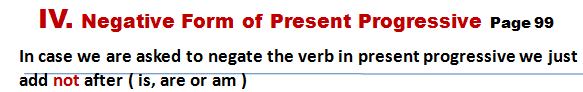 IV. Negative Form of Present Progressive Page 99
In case we are asked to negate the verb in present progressive we just
add not after ( is, are or am )